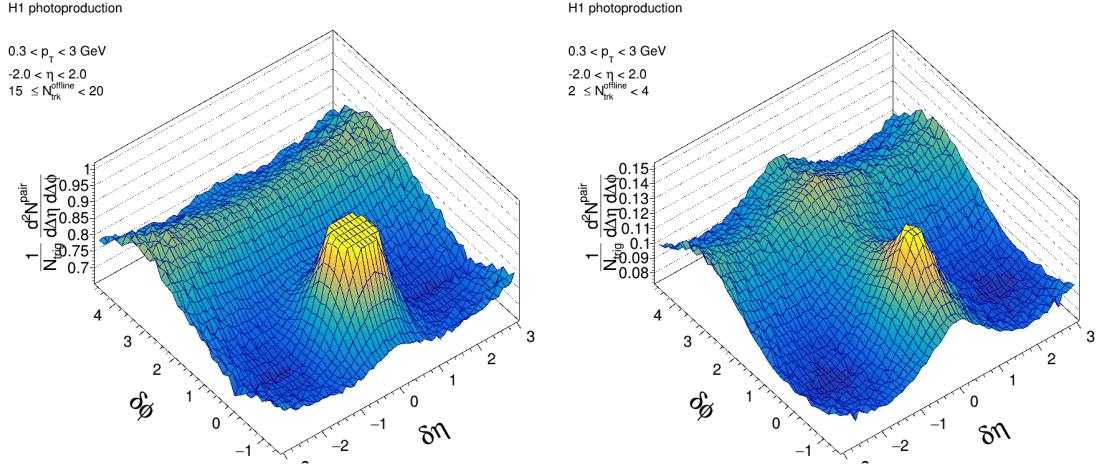 H1 photoproduction
0.3 < p_T < 3 GeV
-2.0 < η < 2.0
15 ≤ N_trk^offline < 20
1/N_trig d²N^pair/dΔη dΔϕ
1
0.95
0.9
0.85
0.8
0.75
0.7
4
3
2
1
0
−1
δϕ
−2
−1
0
1
2
3
δη
H1 photoproduction
0.3 < p_T < 3 GeV
-2.0 < η < 2.0
2 ≤ N_trk^offline < 4
1/N_trig d²N^pair/dΔη dΔϕ
0.15
0.14
0.13
0.12
0.11
0.1
0.09
0.08
4
3
2
1
0
−1
δϕ
−2
−1
0
1
2
3
δη